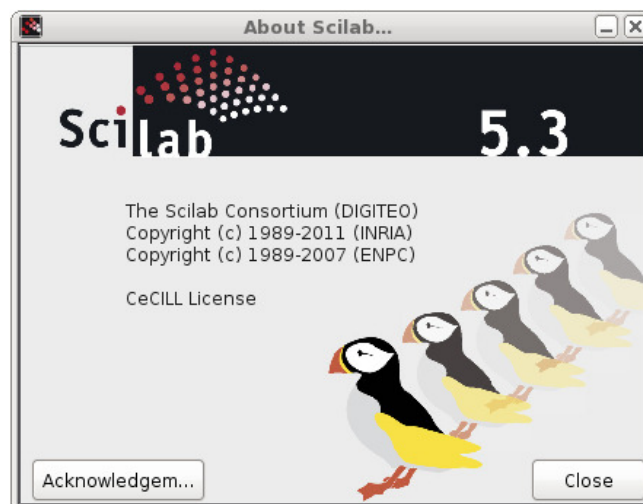 About Scilab...
Scilab
5.3
The Scilab Consortium (DIGITEO)
Copyright (c) 1989-2011 (INRIA)
Copyright (c) 1989-2007 (ENPC)
CeCILL License
Acknowledgem...
Close